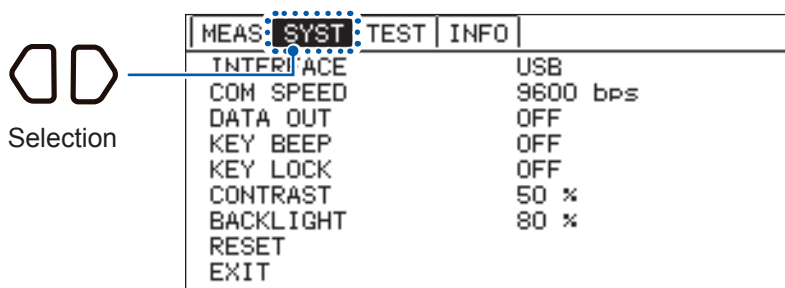 MEAS SYST TEST INFO
INTERFACE USB
COM SPEED 9600 bps
DATA OUT OFF
KEY BEEP OFF
KEY LOCK OFF
CONTRAST 50 %
BACKLIGHT 80 %
RESET
EXIT
Selection